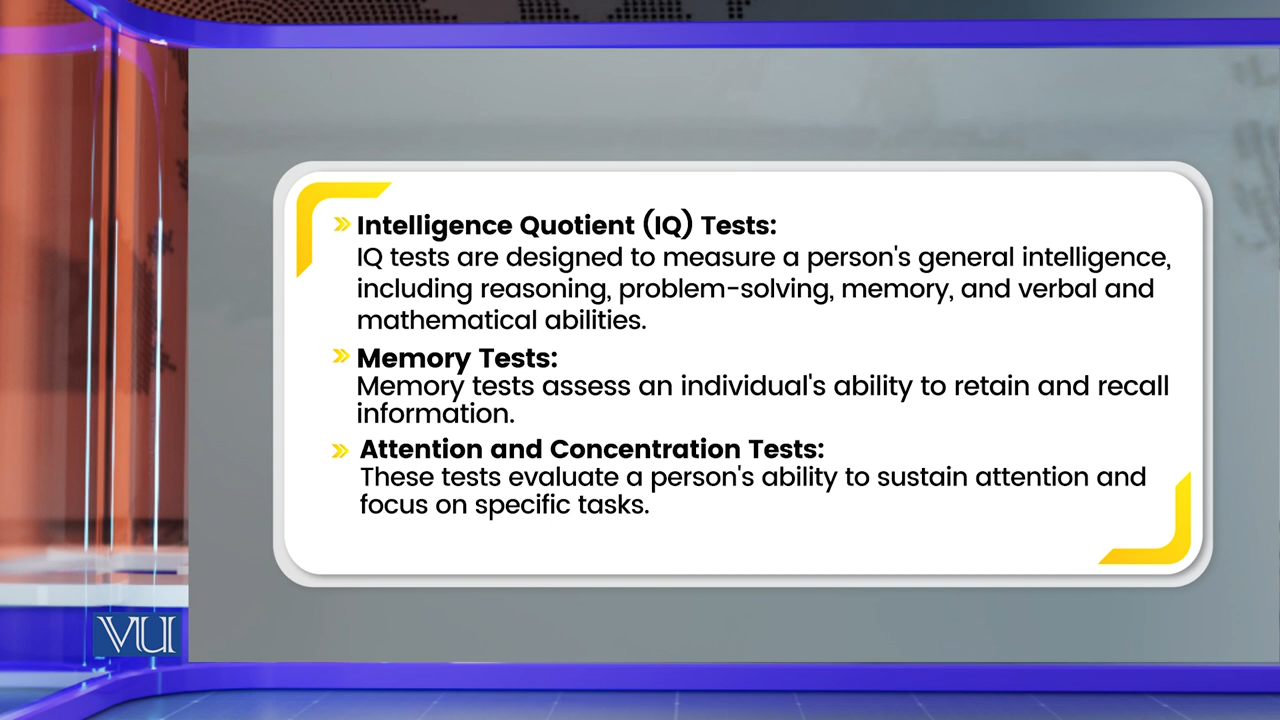 Intelligence Quotient (IQ) Tests:
IQ tests are designed to measure a person's general intelligence,
including reasoning, problem-solving, memory, and verbal and
mathematical abilities.
Memory Tests:
Memory tests assess an individual's ability to retain and recall
information.
Attention and Concentration Tests:
These tests evaluate a person's ability to sustain attention and
focus on specific tasks.
VU